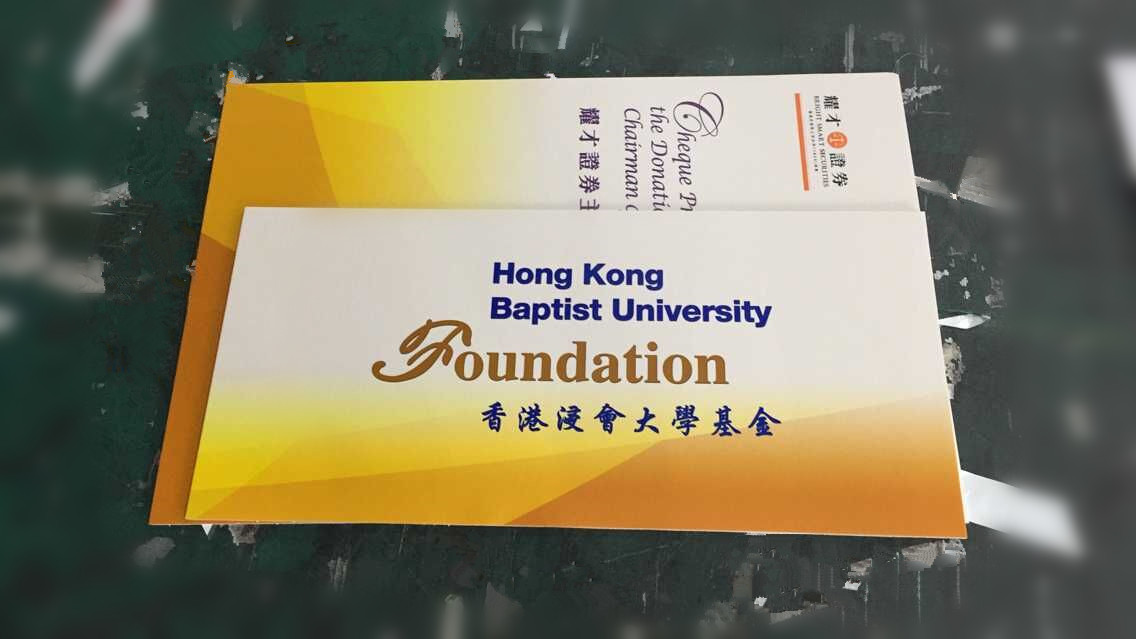 Hong Kong
Baptist University
Foundation
香港浸會大學基金
耀才證券
BRIGHT SMART SECURITIES
Cheque
the
Chairman
耀才證券主